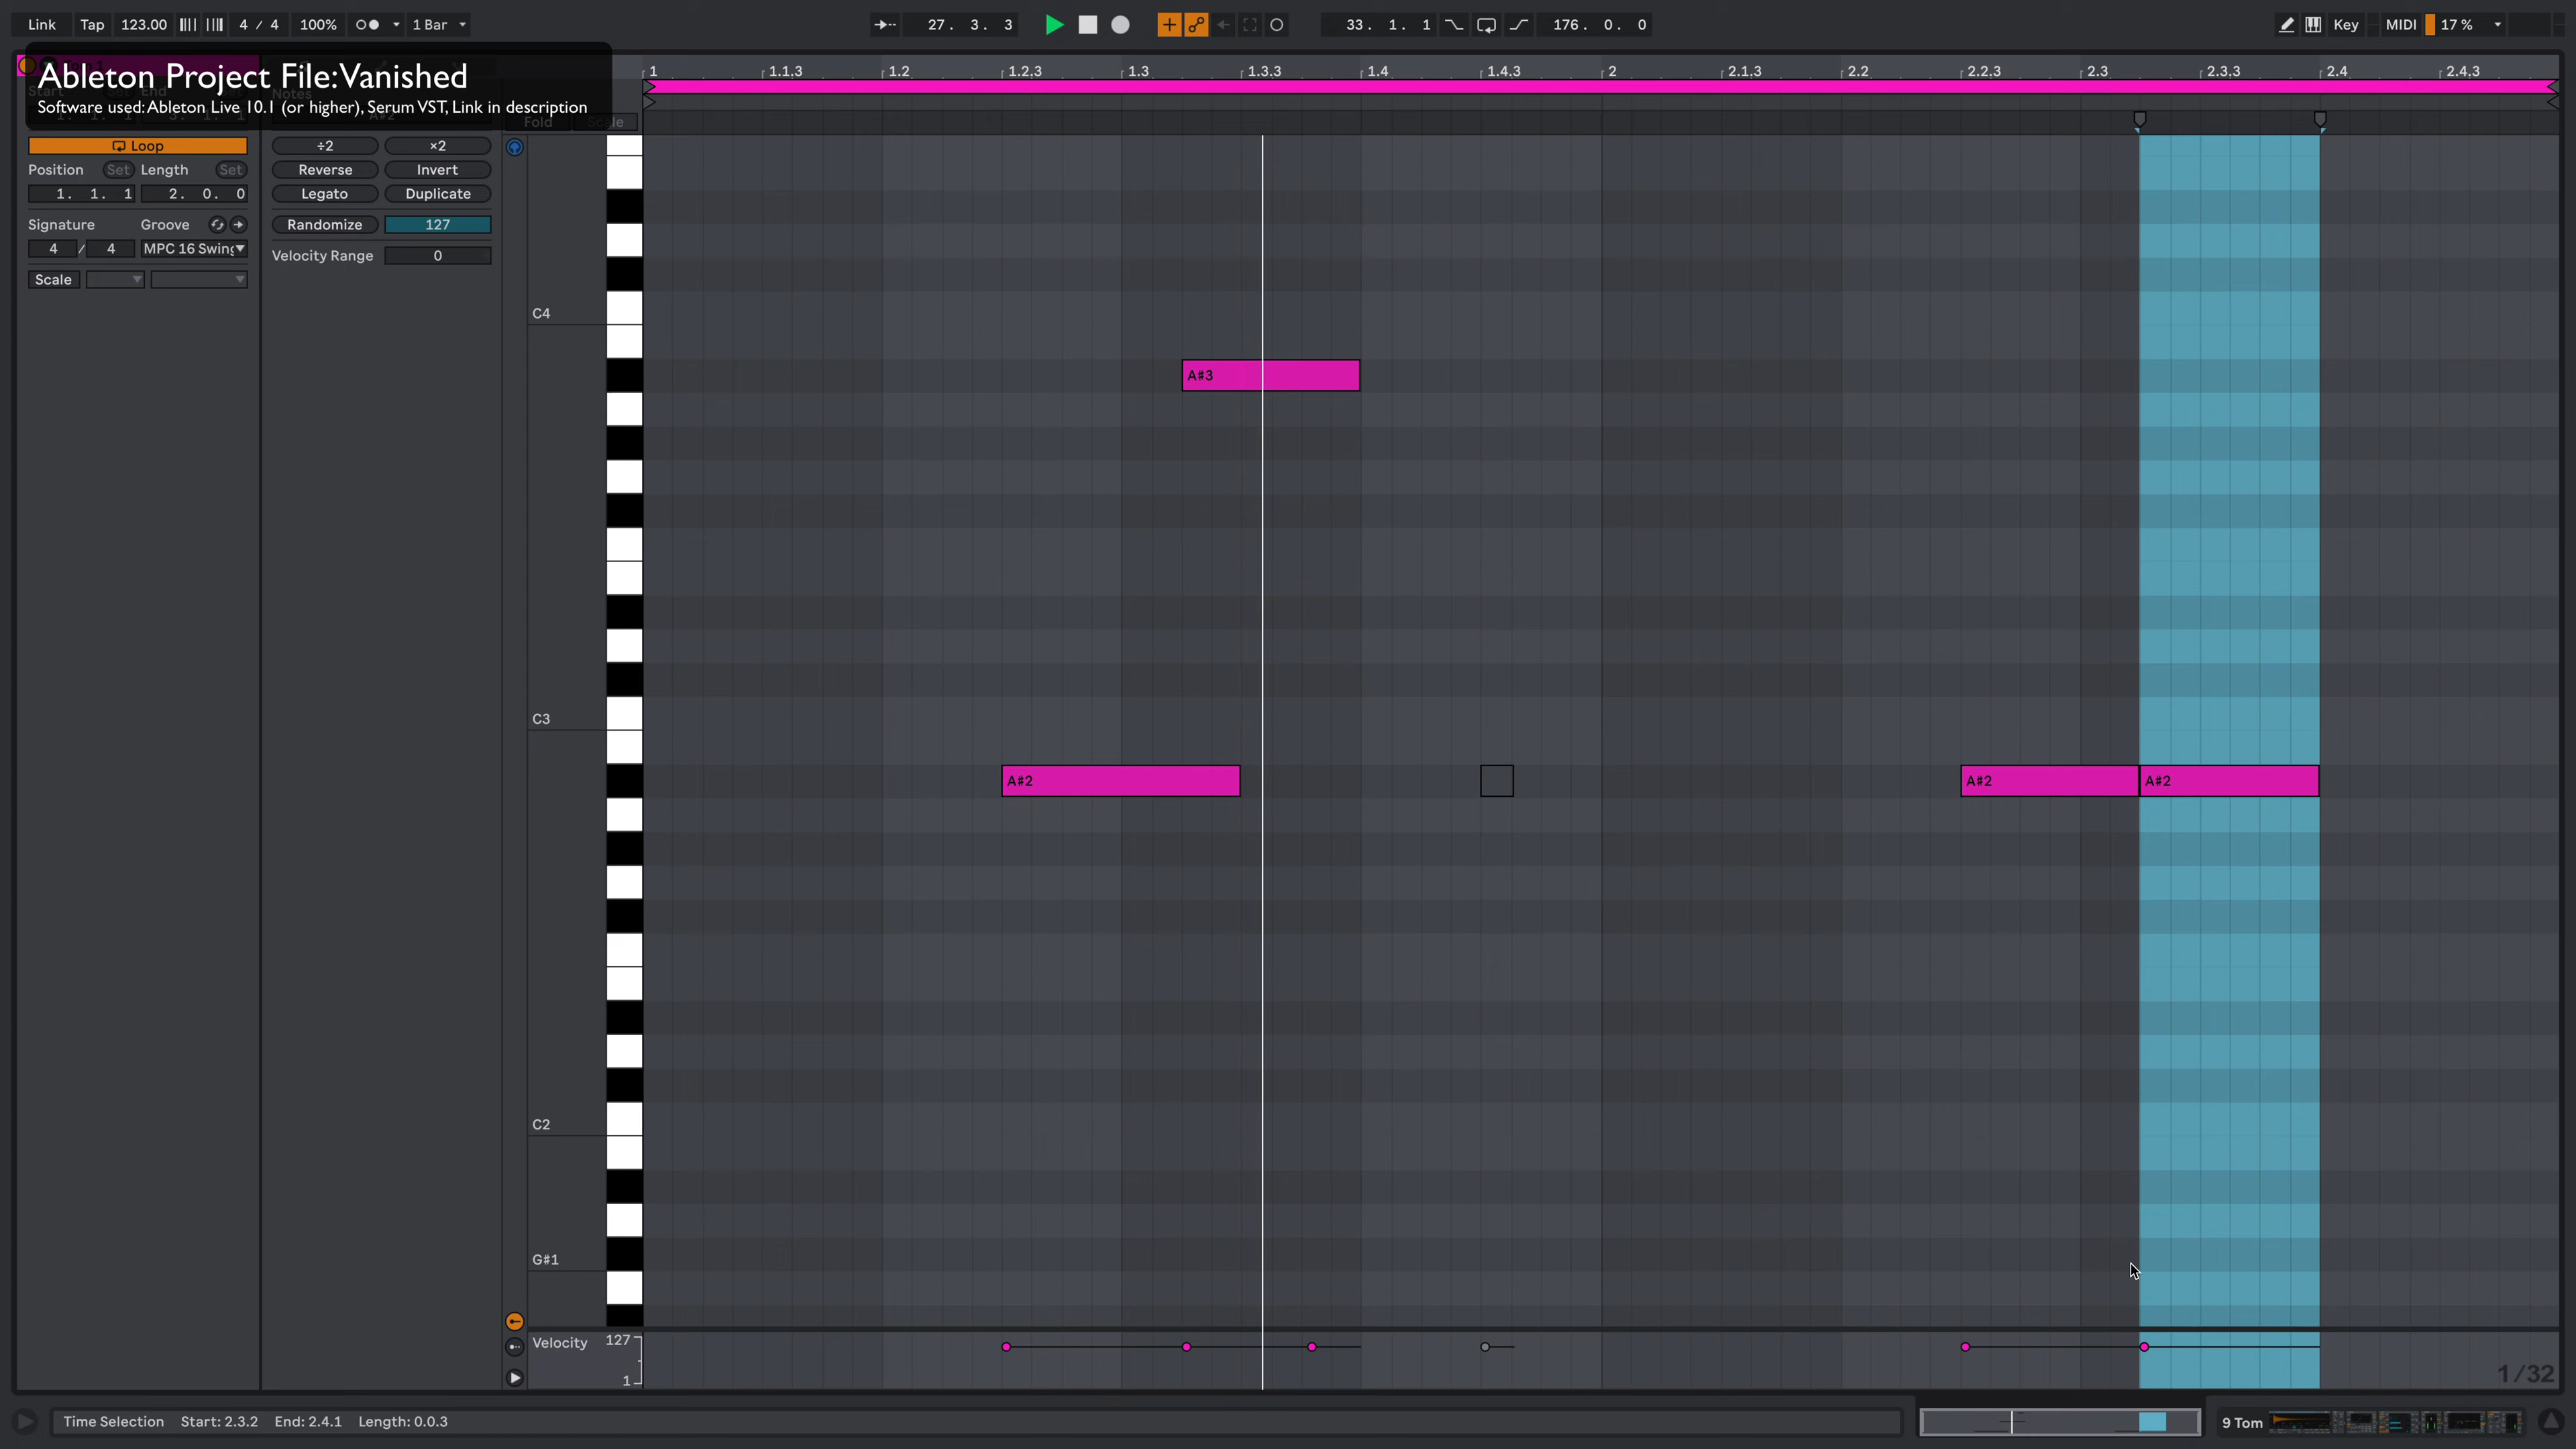 Link Tap 123.00 4 / 4 100% 1 Bar 27. 3. 3 33. 1. 1 176. 0. 0 Key MIDI 17 %
Ableton Project File:Vanished
Software used: Ableton Live 10.1 (or higher), Serum VST, Link in description
1 1.1.3 1.2 1.2.3 1.3 1.3.3 1.4 1.4.3 2 2.1.3 2.2 2.2.3 2.3 2.3.3 2.4 2.4.3
Start End Notes
A#2
Fold Scale
Loop ÷2 ×2
Position Set Length Set Reverse Invert
1. 1. 1 2. 0. 0 Legato Duplicate
Signature Groove Randomize 127
4 / 4 MPC 16 Swing
Velocity Range 0
Scale
C4
A#3
C3
A#2 A#2 A#2
C2
G#1
Velocity 127
1
1/32
Time Selection Start: 2.3.2 End: 2.4.1 Length: 0.0.3 9 Tom